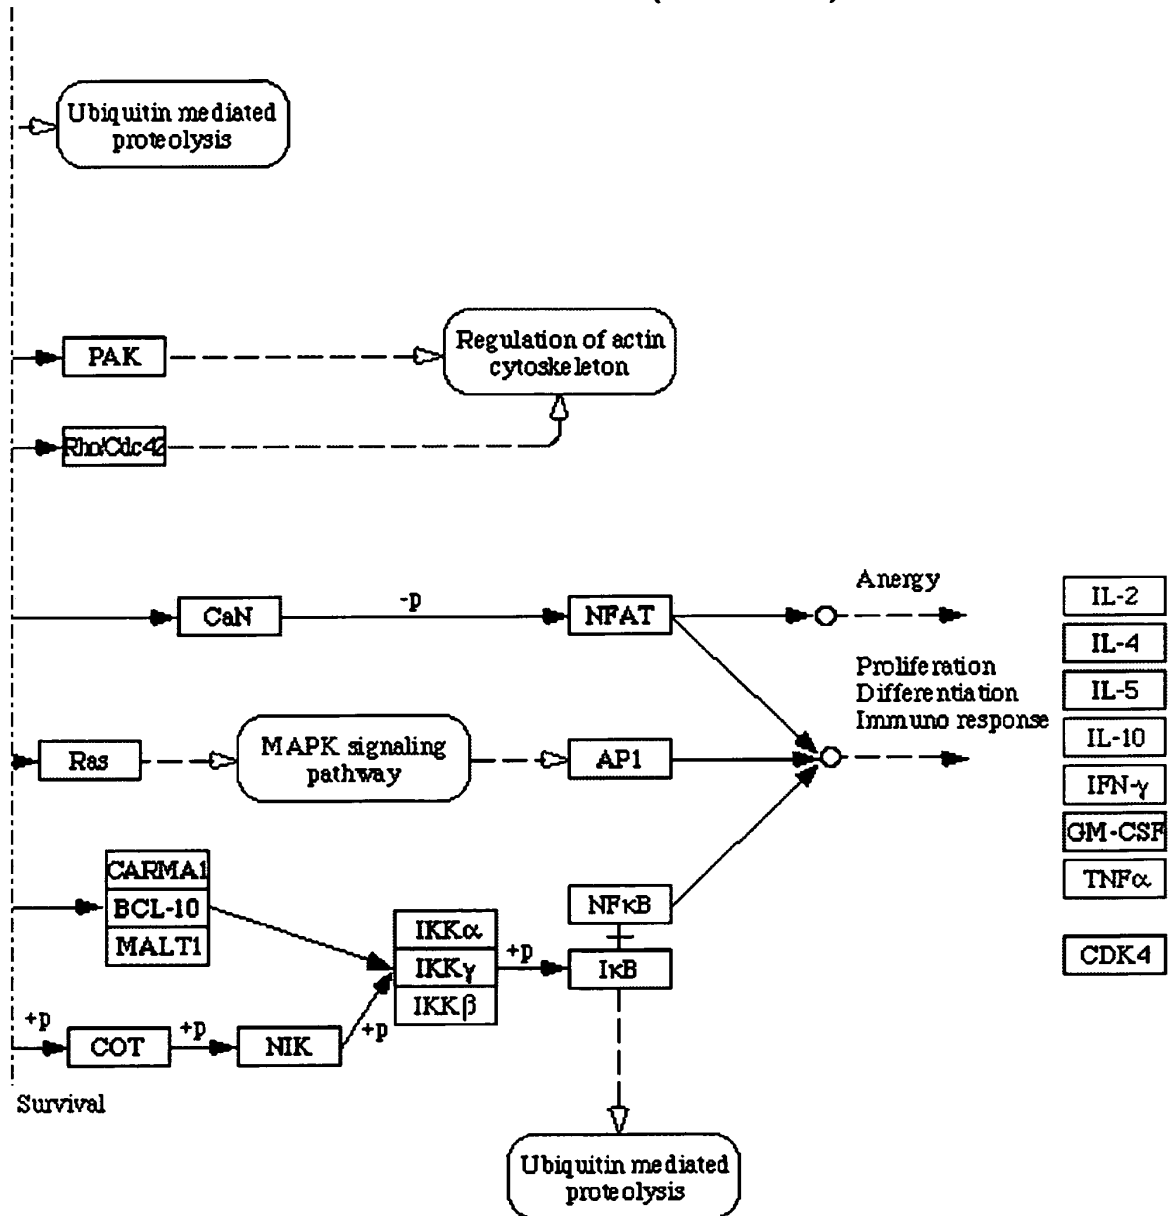 Ubiquitin mediated
proteolysis
PAK
Regulation of actin
cytoskeleton
Rho/Cdc42
CaN
-p
NFAT
Anergy
Proliferation
Differentiation
Immuno response
IL-2
IL-4
IL-5
IL-10
IFN-γ
GM-CSF
TNFα
CDK4
Ras
MAPK signaling
pathway
AP1
CARMA1
BCL-10
MALT1
IKKα
IKKγ
IKKβ
+p
NFκB
IκB
+p
COT
+p
NIK
+p
Survival
Ubiquitin mediated
proteolysis